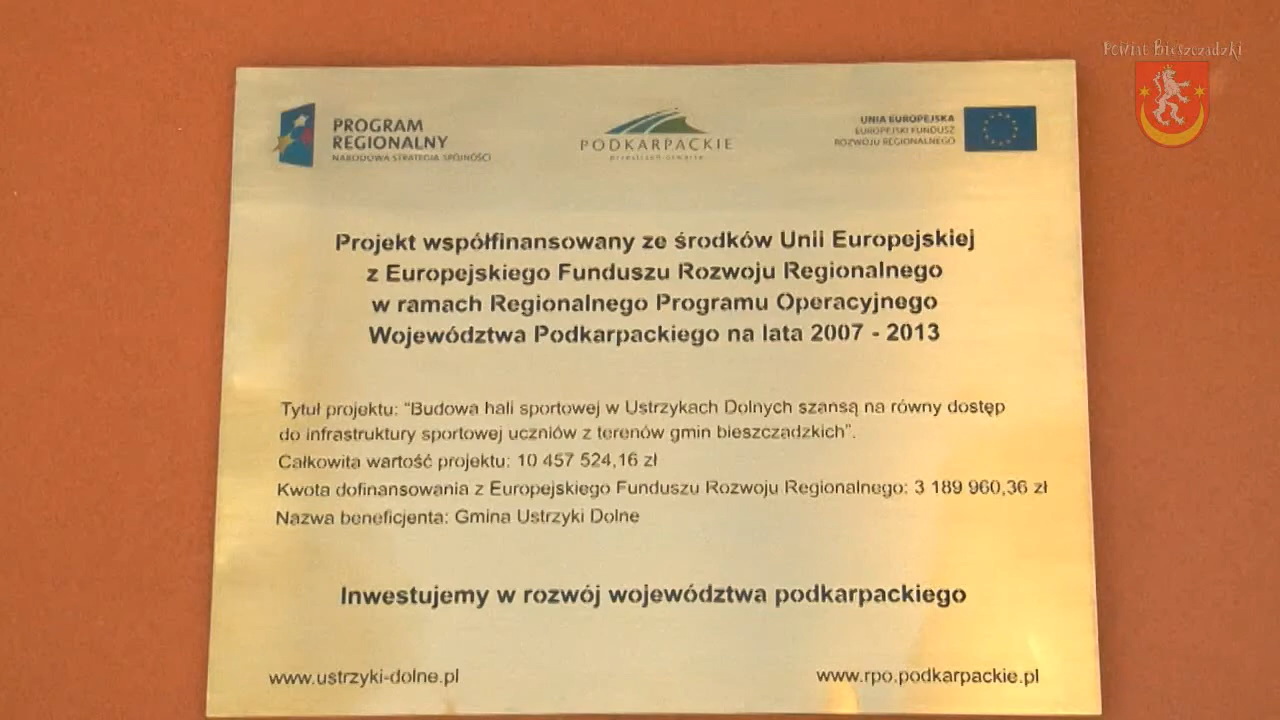 Powiat Bieszczadzki
PROGRAM
REGIONALNY
NARODOWA STRATEGIA SPÓJNOŚCI
PODKARPACKIE
przestrzeń otwarta
UNIA EUROPEJSKA
EUROPEJSKI FUNDUSZ
ROZWOJU REGIONALNEGO
Projekt współfinansowany ze środków Unii Europejskiej
z Europejskiego Funduszu Rozwoju Regionalnego
w ramach Regionalnego Programu Operacyjnego
Województwa Podkarpackiego na lata 2007 - 2013
Tytuł projektu: "Budowa hali sportowej w Ustrzykach Dolnych szansą na równy dostęp
do infrastruktury sportowej uczniów z terenów gmin bieszczadzkich".
Całkowita wartość projektu: 10 457 524,16 zł
Kwota dofinansowania z Europejskiego Funduszu Rozwoju Regionalnego: 3 189 960,36 zł
Nazwa beneficjenta: Gmina Ustrzyki Dolne
Inwestujemy w rozwój województwa podkarpackiego
www.ustrzyki-dolne.pl
www.rpo.podkarpackie.pl